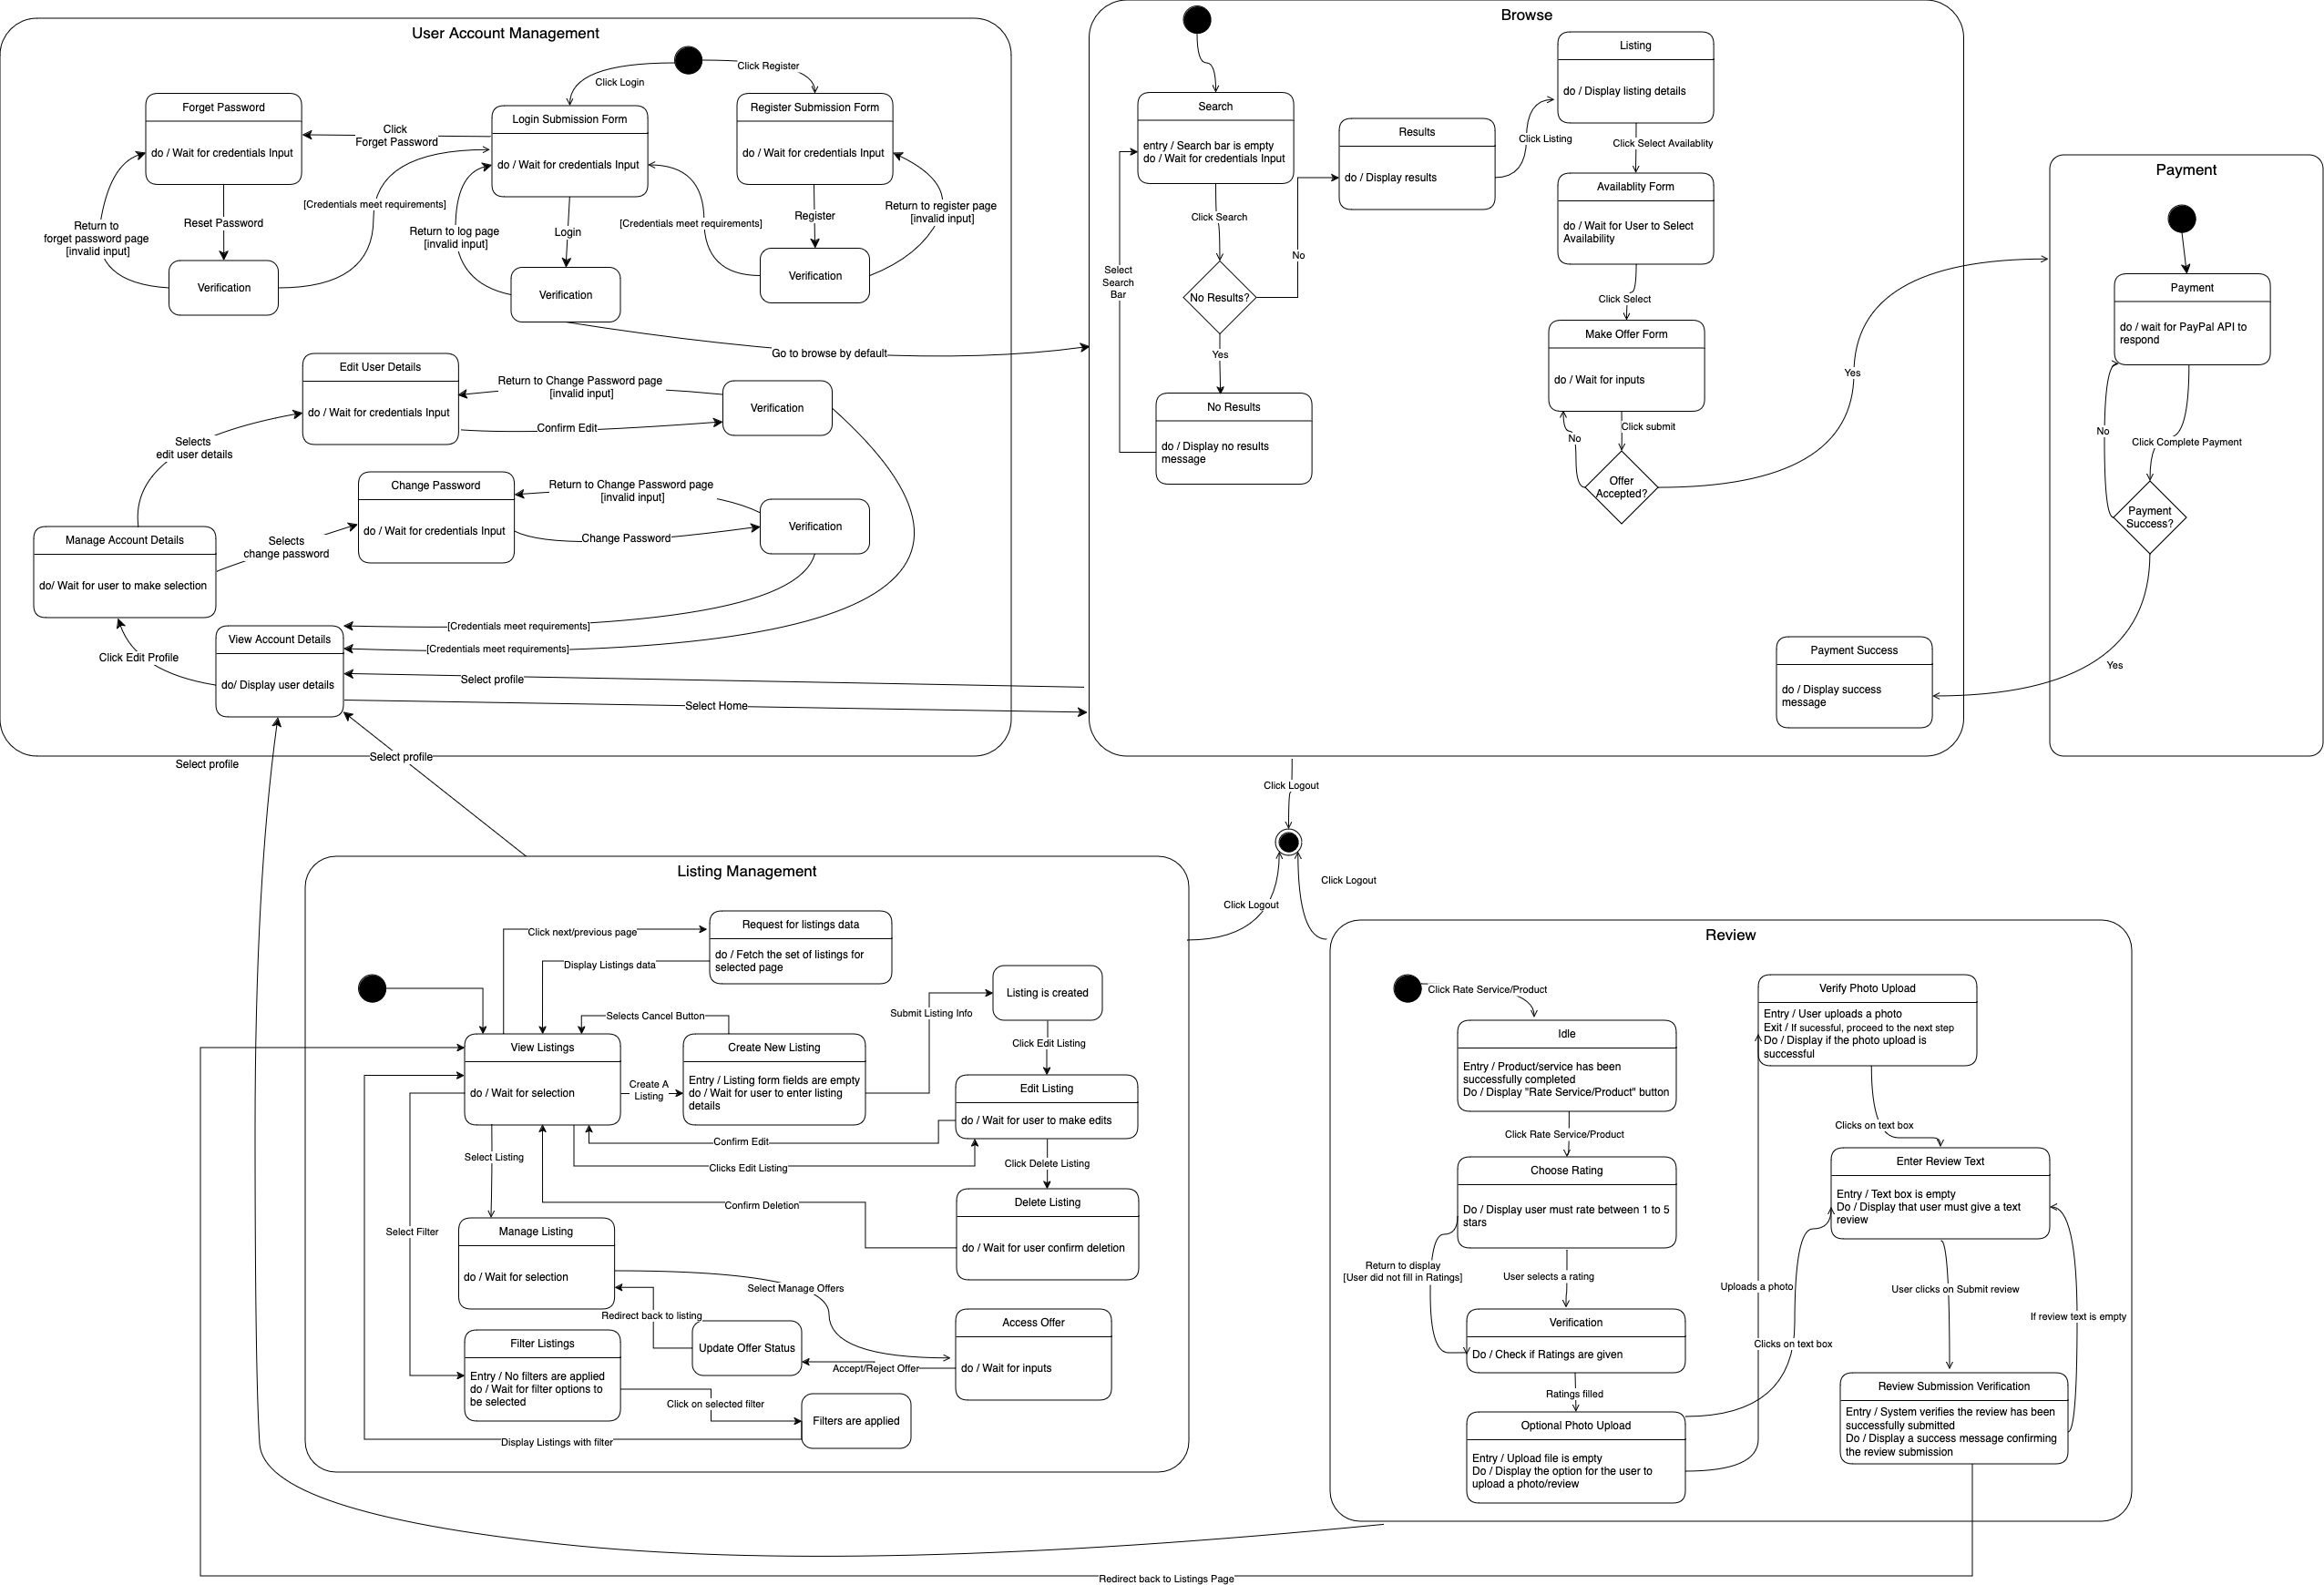 User Account Management
Click Login
Click Register
Forget Password
do / Wait for credentials Input
Click
Forget Password
Login Submission Form
do / Wait for credentials Input
Register Submission Form
do / Wait for credentials Input
Return to
forget password page
[invalid input]
Reset Password
[Credentials meet requirements]
Return to log page
[invalid input]
Login
[Credentials meet requirements]
Register
Return to register page
[invalid input]
Verification
Verification
Verification
Go to browse by default
Edit User Details
do / Wait for credentials Input
Return to Change Password page
[invalid input]
Confirm Edit
Verification
Selects
edit user details
Change Password
do / Wait for credentials Input
Return to Change Password page
[invalid input]
Change Password
Verification
Manage Account Details
do/ Wait for user to make selection
Selects
change password
[Credentials meet requirements]
[Credentials meet requirements]
View Account Details
do/ Display user details
Click Edit Profile
Select profile
Select Home
Select profile
Select profile
Browse
Search
entry / Search bar is empty
do / Wait for credentials Input
Click Search
No Results?
No
Yes
Select
Search
Bar
No Results
do / Display no results
message
Results
do / Display results
Click Listing
Listing
do / Display listing details
Click Select Availablity
Availablity Form
do / Wait for User to Select
Availability
Click Select
Make Offer Form
do / Wait for inputs
Click submit
No
Offer
Accepted?
Yes
Payment Success
do / Display success
message
Payment
Payment
do / wait for PayPal API to
respond
No
Click Complete Payment
Payment
Success?
Yes
Click Logout
Click Logout
Click Logout
Listing Management
Click next/previous page
Request for listings data
do / Fetch the set of listings for
selected page
Display Listings data
Selects Cancel Button
Submit Listing Info
Listing is created
View Listings
do / Wait for selection
Create A
Listing
Create New Listing
Entry / Listing form fields are empty
do / Wait for user to enter listing
details
Click Edit Listing
Edit Listing
do / Wait for user to make edits
Confirm Edit
Clicks Edit Listing
Click Delete Listing
Select Listing
Confirm Deletion
Delete Listing
do / Wait for user confirm deletion
Select Filter
Manage Listing
do / Wait for selection
Select Manage Offers
Redirect back to listing
Update Offer Status
Accept/Reject Offer
Access Offer
do / Wait for inputs
Filter Listings
Entry / No filters are applied
do / Wait for filter options to
be selected
Click on selected filter
Filters are applied
Display Listings with filter
Review
Click Rate Service/Product
Idle
Entry / Product/service has been
successfully completed
Do / Display "Rate Service/Product" button
Click Rate Service/Product
Choose Rating
Do / Display user must rate between 1 to 5
stars
Return to display
[User did not fill in Ratings]
User selects a rating
Verification
Do / Check if Ratings are given
Ratings filled
Optional Photo Upload
Entry / Upload file is empty
Do / Display the option for the user to
upload a photo/review
Uploads a photo
Clicks on text box
Verify Photo Upload
Entry / User uploads a photo
Exit / If sucessful, proceed to the next step
Do / Display if the photo upload is
successful
Clicks on text box
Enter Review Text
Entry / Text box is empty
Do / Display that user must give a text
review
User clicks on Submit review
If review text is empty
Review Submission Verification
Entry / System verifies the review has been
successfully submitted
Do / Display a success message confirming
the review submission
Redirect back to Listings Page